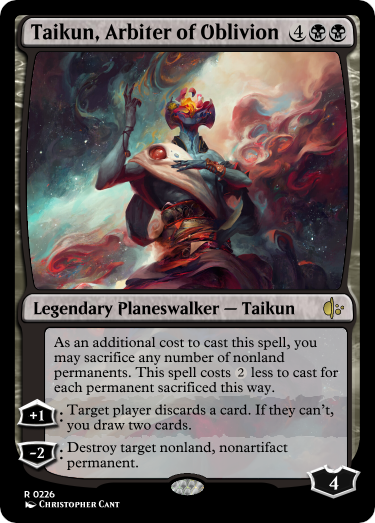 Taikun, Arbiter of Oblivion 4
Legendary Planeswalker — Taikun
As an additional cost to cast this spell, you
may sacrifice any number of nonland
permanents. This spell costs 2 less to cast for
each permanent sacrificed this way.
+1: Target player discards a card. If they can't,
you draw two cards.
-2: Destroy target nonland, nonartifact
permanent.
4
R 0226
Christopher Cant